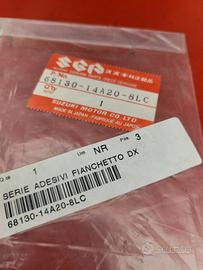 SGP
68130-14A20-8LC
1
SUZUKI MOTOR CO., LTD.
MADE IN JAPAN
1
NR
3
SERIE ADESIVI FIANCHETTO DX
68130-14A20-8LC